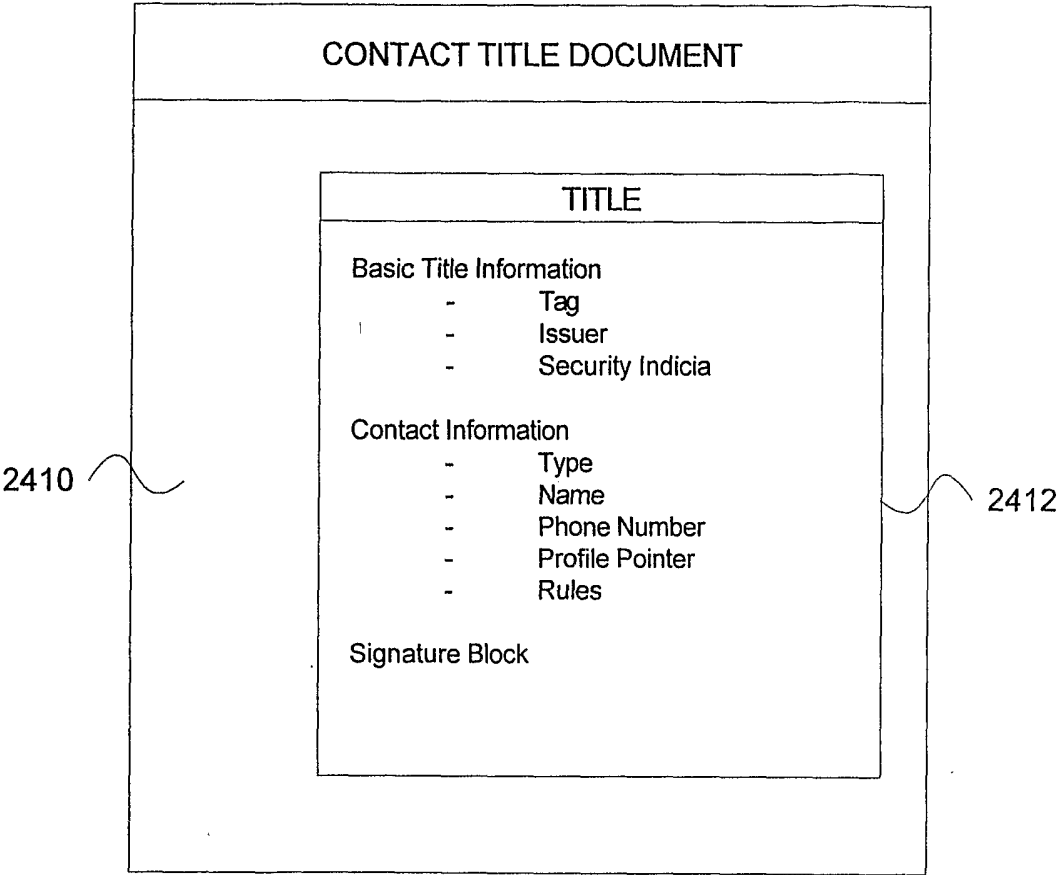 CONTACT TITLE DOCUMENT
TITLE
Basic Title Information
- Tag
- Issuer
- Security Indicia
Contact Information
- Type
- Name
- Phone Number
- Profile Pointer
- Rules
Signature Block
2410
2412